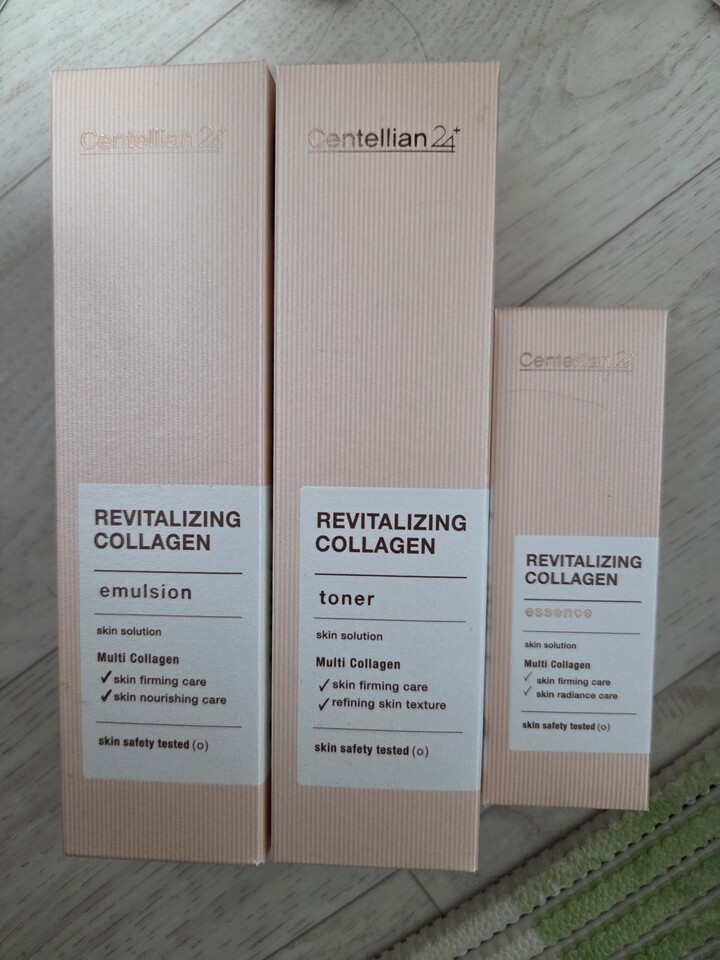 Centellian 24+
REVITALIZING
COLLAGEN
emulsion
skin solution
Multi Collagen
✓ skin firming care
✓ skin nourishing care
skin safety tested (o)
Centellian 24+
REVITALIZING
COLLAGEN
toner
skin solution
Multi Collagen
✓ skin firming care
✓ refining skin texture
skin safety tested (o)
Centellian 24+
REVITALIZING
COLLAGEN
essence
skin solution
Multi Collagen
✓ skin firming care
✓ skin radiance care
skin safety tested (o)